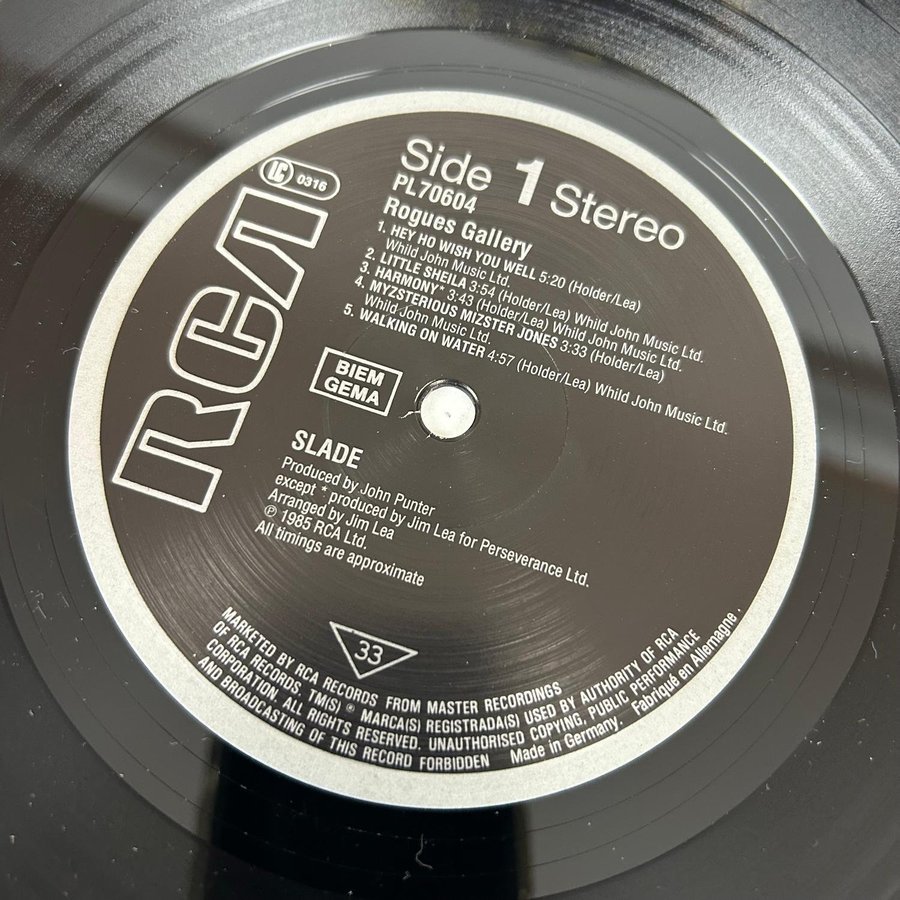 Side 1 Stereo
PL70604
Rogues Gallery
1. HEY HO WISH YOU WELL 5:20 (Holder/Lea)
Whild John Music Ltd.
2. LITTLE SHEILA 3:54 (Holder/Lea) Whild John Music Ltd.
3. HARMONY* 3:43 (Holder/Lea) Whild John Music Ltd.
4. MYZSTERIOUS MIZSTER JONES 3:33 (Holder/Lea)
Whild John Music Ltd.
5. WALKING ON WATER 4:57 (Holder/Lea) Whild John Music Ltd.
RCA
LC 0316
BIEM
GEMA
SLADE
Produced by John Punter
except * produced by Jim Lea for Perseverance Ltd.
Arranged by Jim Lea
℗ 1985 RCA Ltd.
All timings are approximate
33
MARKETED BY RCA RECORDS FROM MASTER RECORDINGS
OF RCA RECORDS, TM(S) ® MARCA(S) REGISTRADA(S) USED BY AUTHORITY OF RCA
CORPORATION. ALL RIGHTS RESERVED. UNAUTHORISED COPYING, PUBLIC PERFORMANCE
AND BROADCASTING OF THIS RECORD FORBIDDEN Made in Germany. Fabriqué en Allemagne.